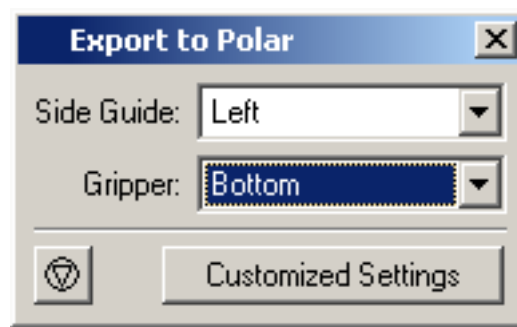 Export to Polar
Side Guide: Left
Gripper: Bottom
Customized Settings